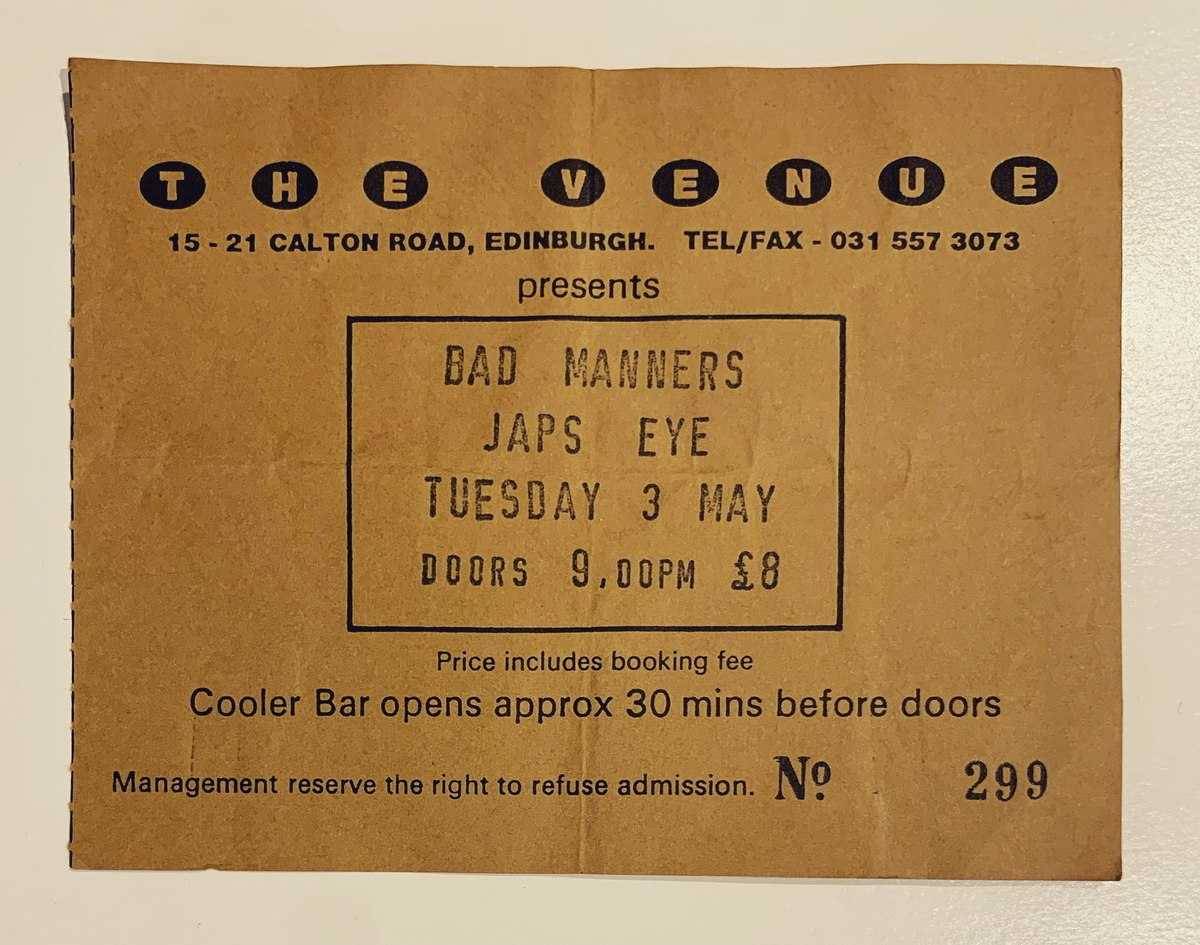 THE VENUE
15 - 21 CALTON ROAD, EDINBURGH. TEL/FAX - 031 557 3073
presents
BAD MANNERS
JAPS EYE
TUESDAY 3 MAY
DOORS 9.00PM £8
Price includes booking fee
Cooler Bar opens approx 30 mins before doors
Management reserve the right to refuse admission. Nº 299